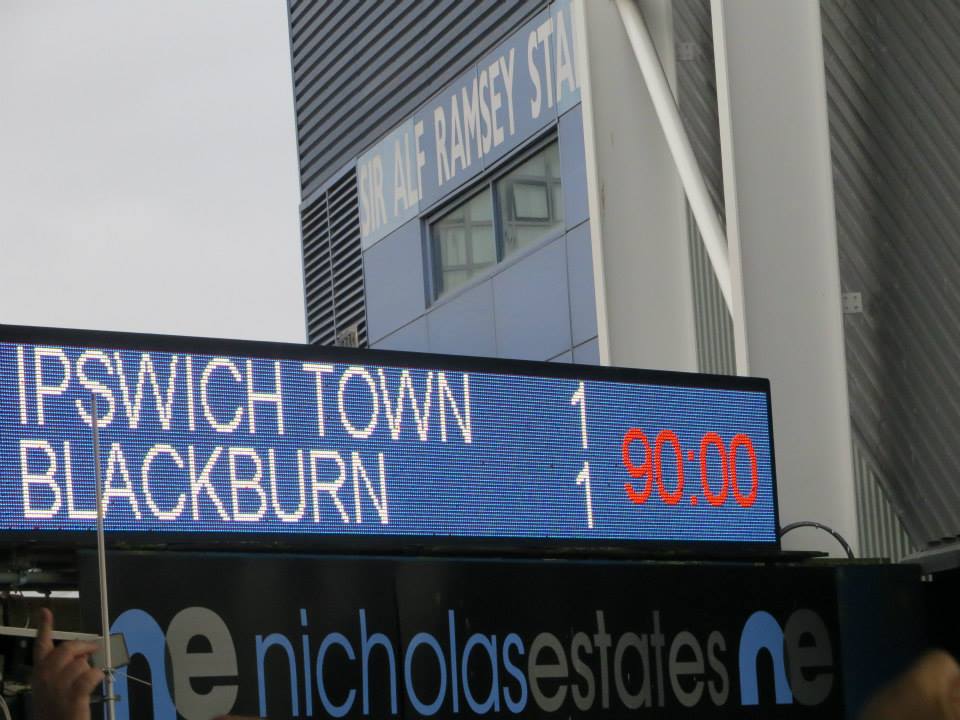 SIR ALF RAMSEY STA
IPSWICH TOWN 1
BLACKBURN 1
90:00
ne nicholasestates ne